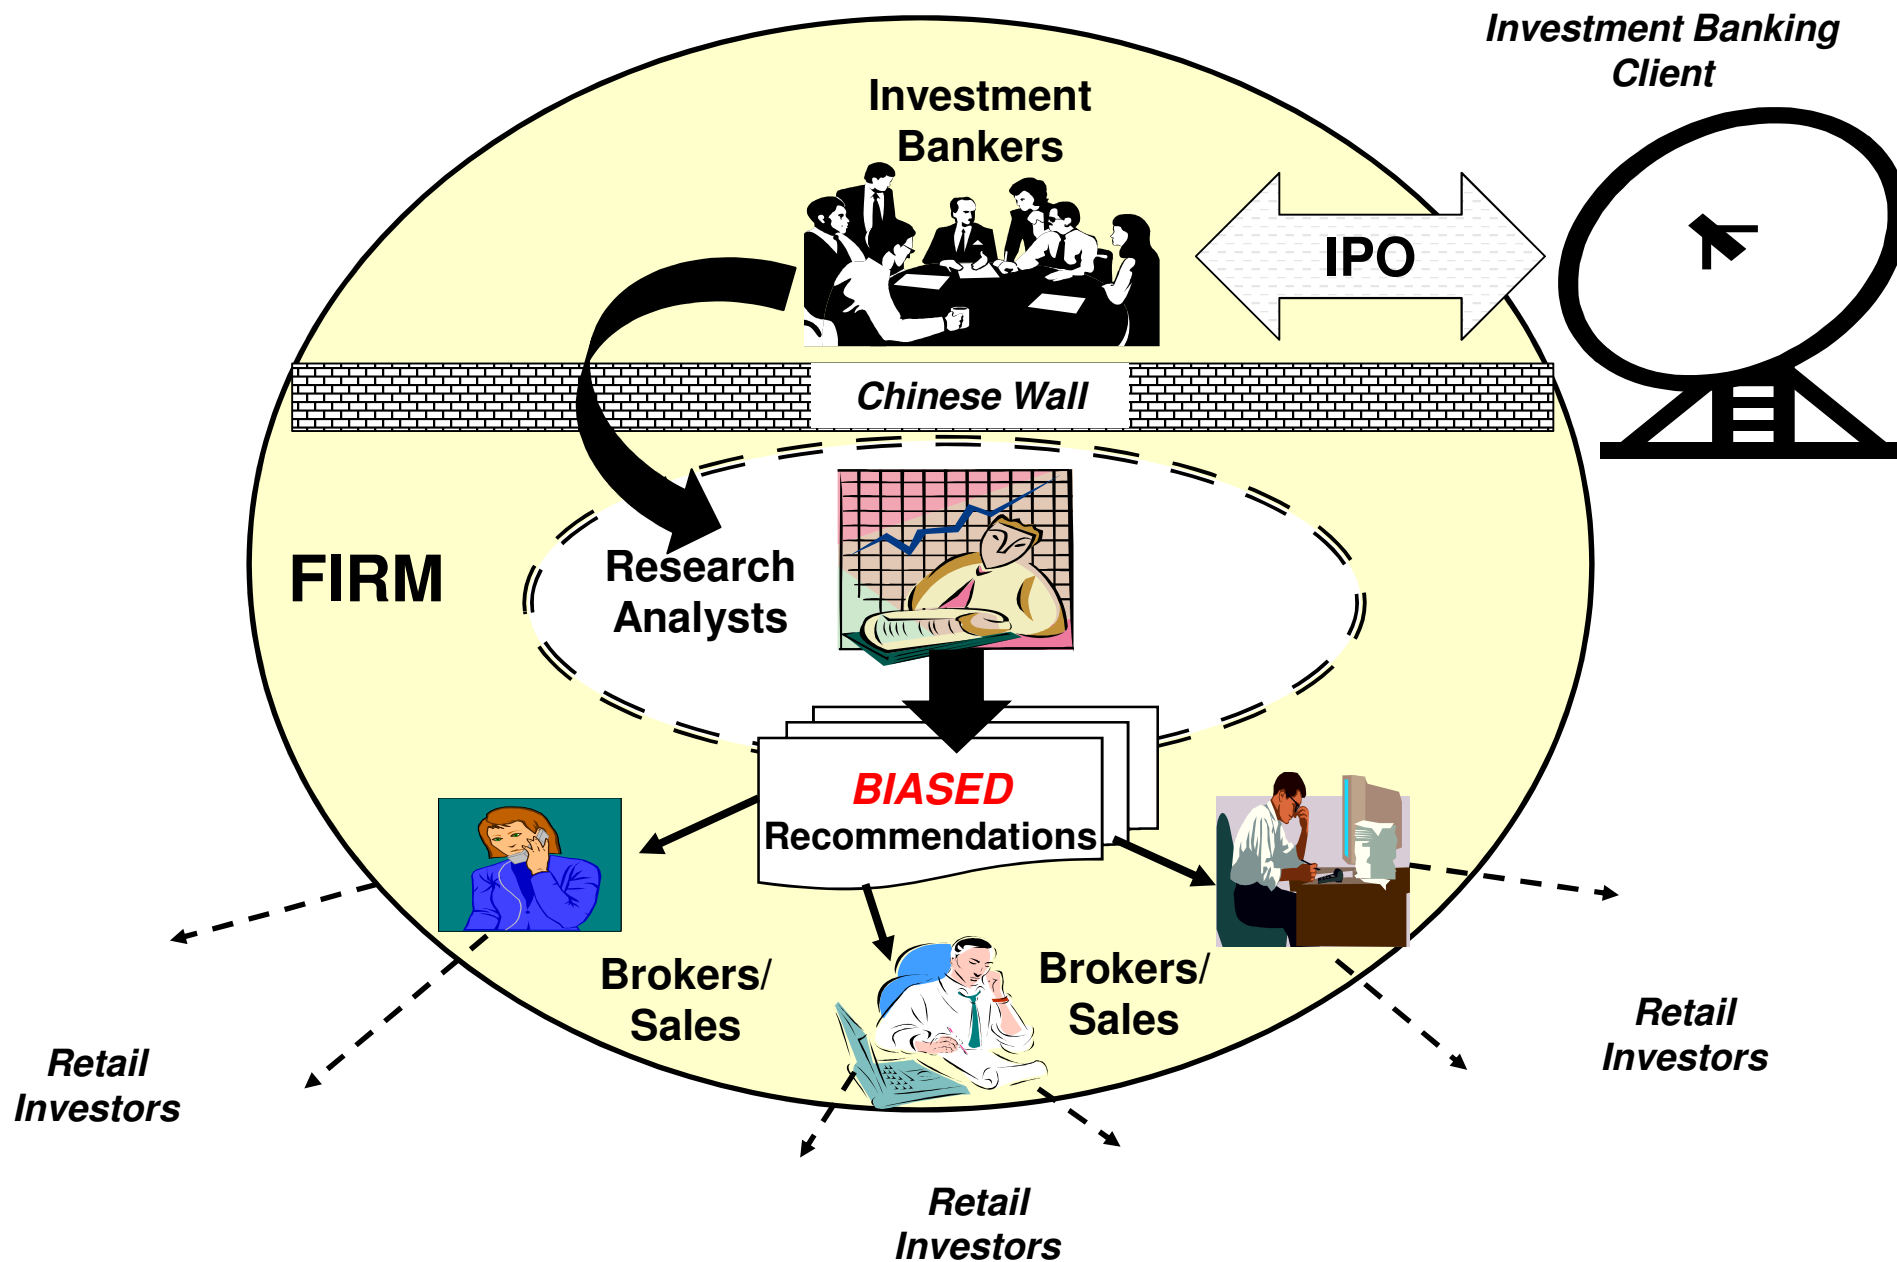 Investment Banking
Client
Investment
Bankers
IPO
Chinese Wall
FIRM
Research
Analysts
BIASED
Recommendations
Brokers/
Sales
Brokers/
Sales
Retail
Investors
Retail
Investors
Retail
Investors